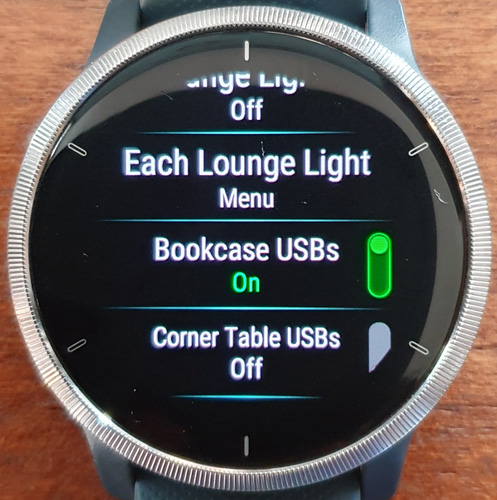 Off
Each Lounge Light
Menu
Bookcase USBs
On
Corner Table USBs
Off